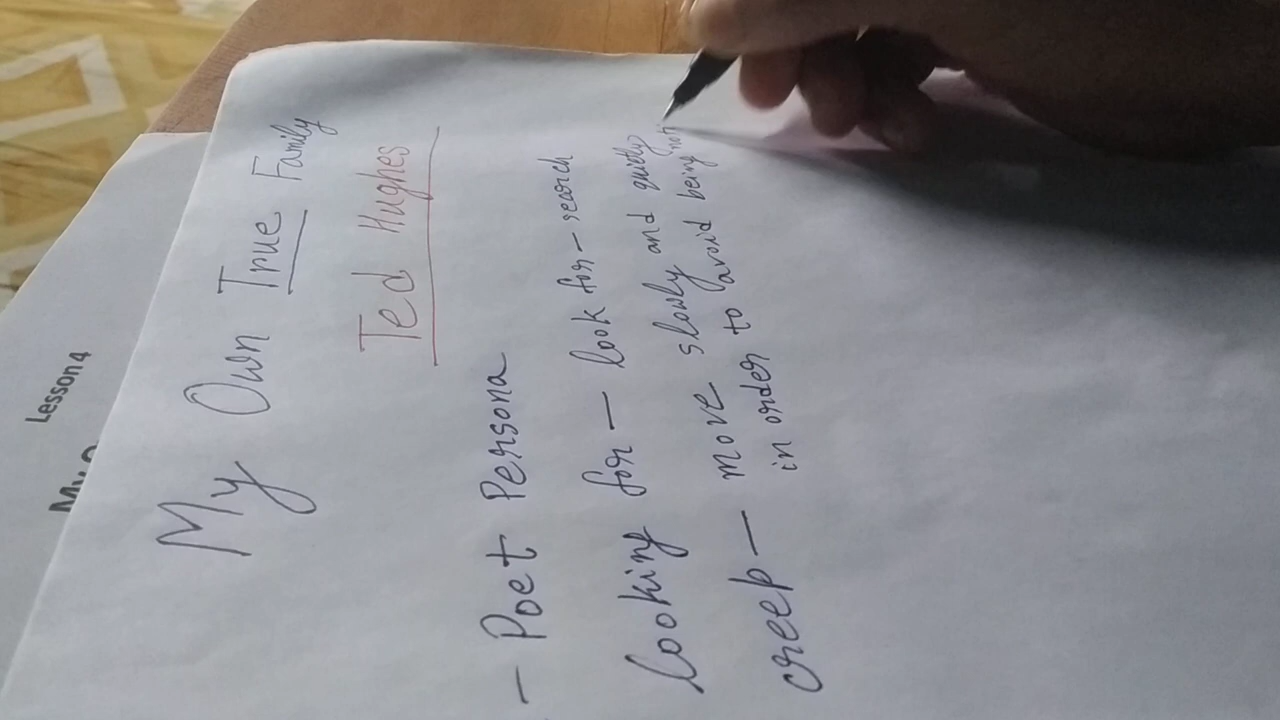 Lesson 4
My Own True Family
Ted Hughes
- Poet Persona
looking for - look for - search
creep - move slowly and quietly
in order to avoid being not